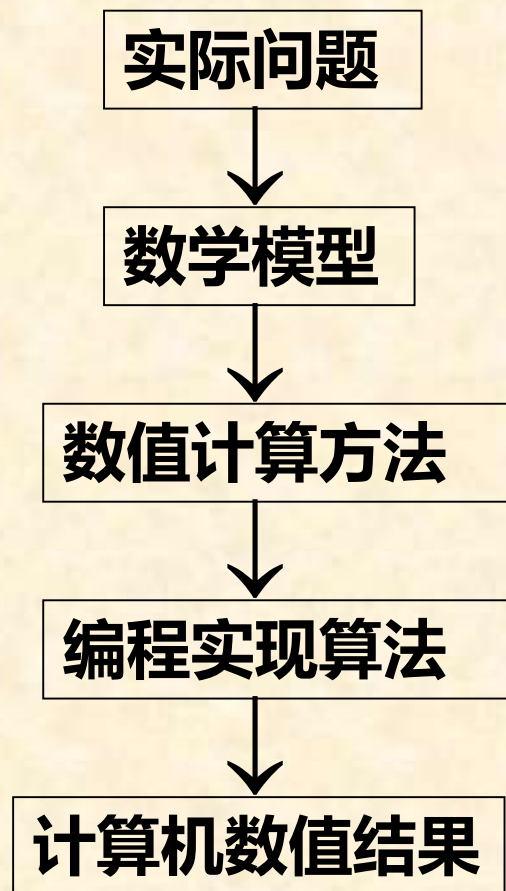 实际问题
数学模型
数值计算方法
编程实现算法
计算机数值结果